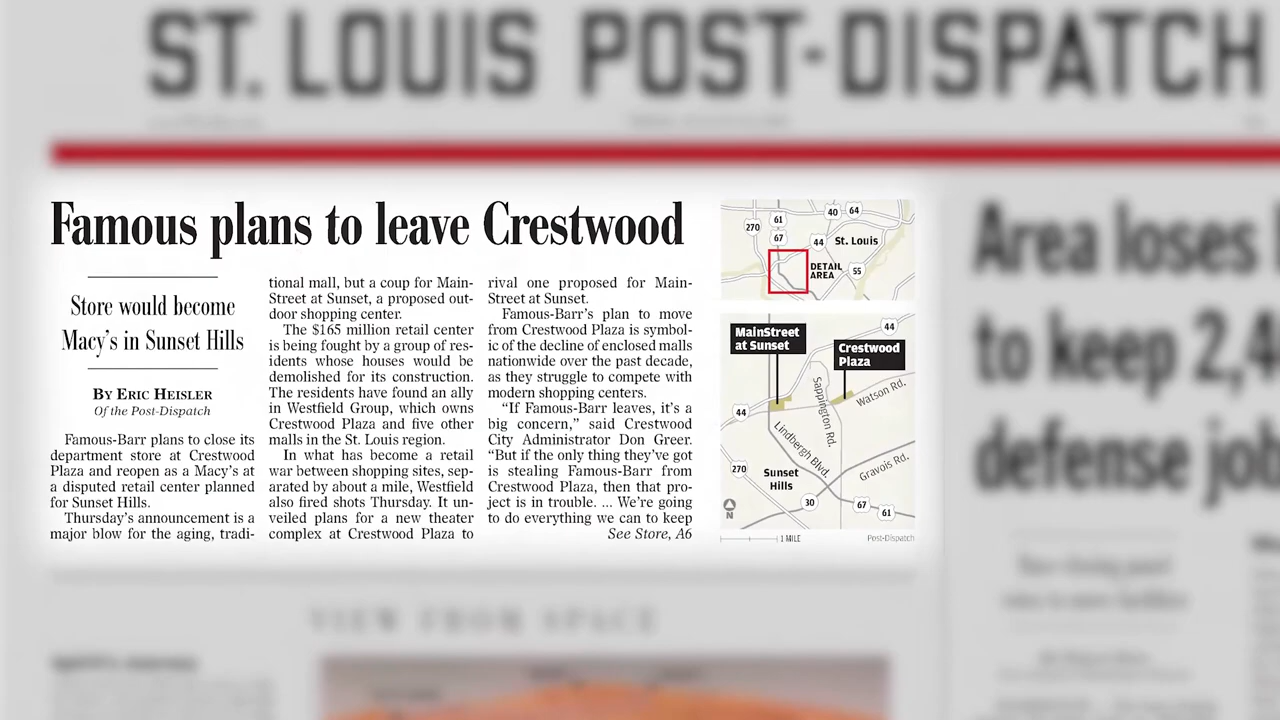 ST. LOUIS POST-DISPATCH
Famous plans to leave Crestwood
Store would become
Macy's in Sunset Hills
BY ERIC HEISLER
Of the Post-Dispatch
Famous-Barr plans to close its
department store at Crestwood
Plaza and reopen as a Macy's at
a disputed retail center planned
for Sunset Hills.
Thursday's announcement is a
major blow for the aging, tradi-
tional mall, but a coup for Main-
Street at Sunset, a proposed out-
door shopping center.
The $165 million retail center
is being fought by a group of res-
idents whose houses would be
demolished for its construction.
The residents have found an ally
in Westfield Group, which owns
Crestwood Plaza and five other
malls in the St. Louis region.
In what has become a retail
war between shopping sites, sep-
arated by about a mile, Westfield
also fired shots Thursday. It un-
veiled plans for a new theater
complex at Crestwood Plaza to
rival one proposed for Main-
Street at Sunset.
Famous-Barr's plan to move
from Crestwood Plaza is symbol-
ic of the decline of enclosed malls
nationwide over the past decade,
as they struggle to compete with
modern shopping centers.
"If Famous-Barr leaves, it's a
big concern," said Crestwood
City Administrator Don Greer.
"But if the only thing they've got
is stealing Famous-Barr from
Crestwood Plaza, then that pro-
ject is in trouble. ... We're going
to do everything we can to keep
See Store, A6
40 64
61
270
67
44 St. Louis
DETAIL
AREA
55
44
MainStreet
at Sunset
Crestwood
Plaza
Sappington Rd.
Watson Rd.
44
Lindbergh Blvd.
Gravois Rd.
270
Sunset
Hills
30
67
61
N
1 MILE
Post-Dispatch
Area loses
to keep 2,4
defense job
VIEW FROM SPACE